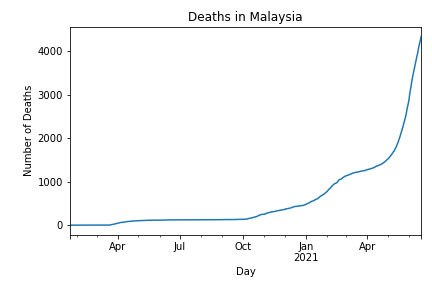 Deaths in Malaysia
4000
3000
2000
1000
0
Number of Deaths
Apr Jul Oct Jan Apr
2021
Day